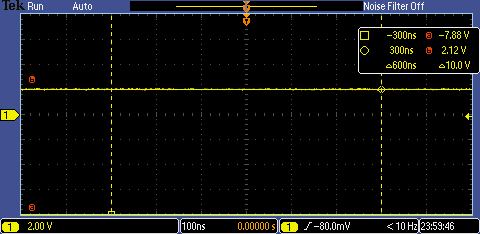 Tek Run Auto Noise Filter Off
T
-300ns B -7.88 V
300ns B 2.12 V
△600ns △10.0 V
B
1
B
1 2.00 V 100ns 0.00000 s 1 -80.0mV <10 Hz 23:59:46